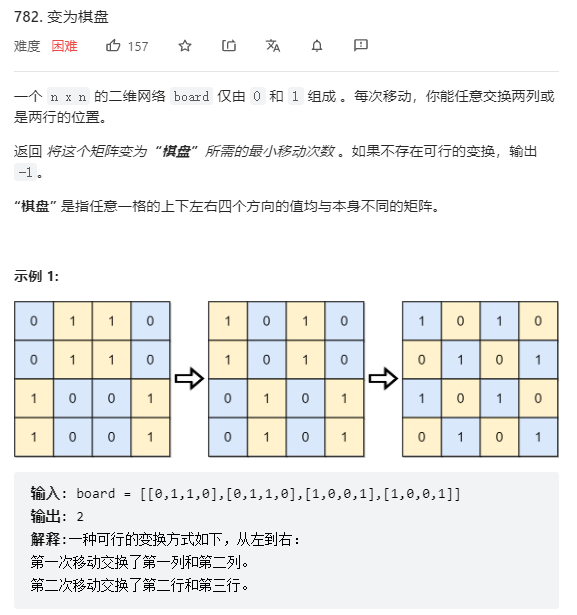 782. 变为棋盘
难度 困难 157
一个 n x n 的二维网络 board 仅由 0 和 1 组成 。每次移动，你能任意交换两列或
是两行的位置。
返回 将这个矩阵变为 “棋盘” 所需的最小移动次数 。如果不存在可行的变换，输出
-1。
“棋盘” 是指任意一格的上下左右四个方向的值均与本身不同的矩阵。
示例 1:
0 1 1 0 1 0 1 0 1 0 1 0
0 1 1 0 1 0 1 0 0 1 0 1
1 0 0 1 0 1 0 1 1 0 1 0
1 0 0 1 0 1 0 1 0 1 0 1
输入: board = [[0,1,1,0],[0,1,1,0],[1,0,0,1],[1,0,0,1]]
输出: 2
解释:一种可行的变换方式如下，从左到右：
第一次移动交换了第一列和第二列。
第二次移动交换了第二行和第三行。